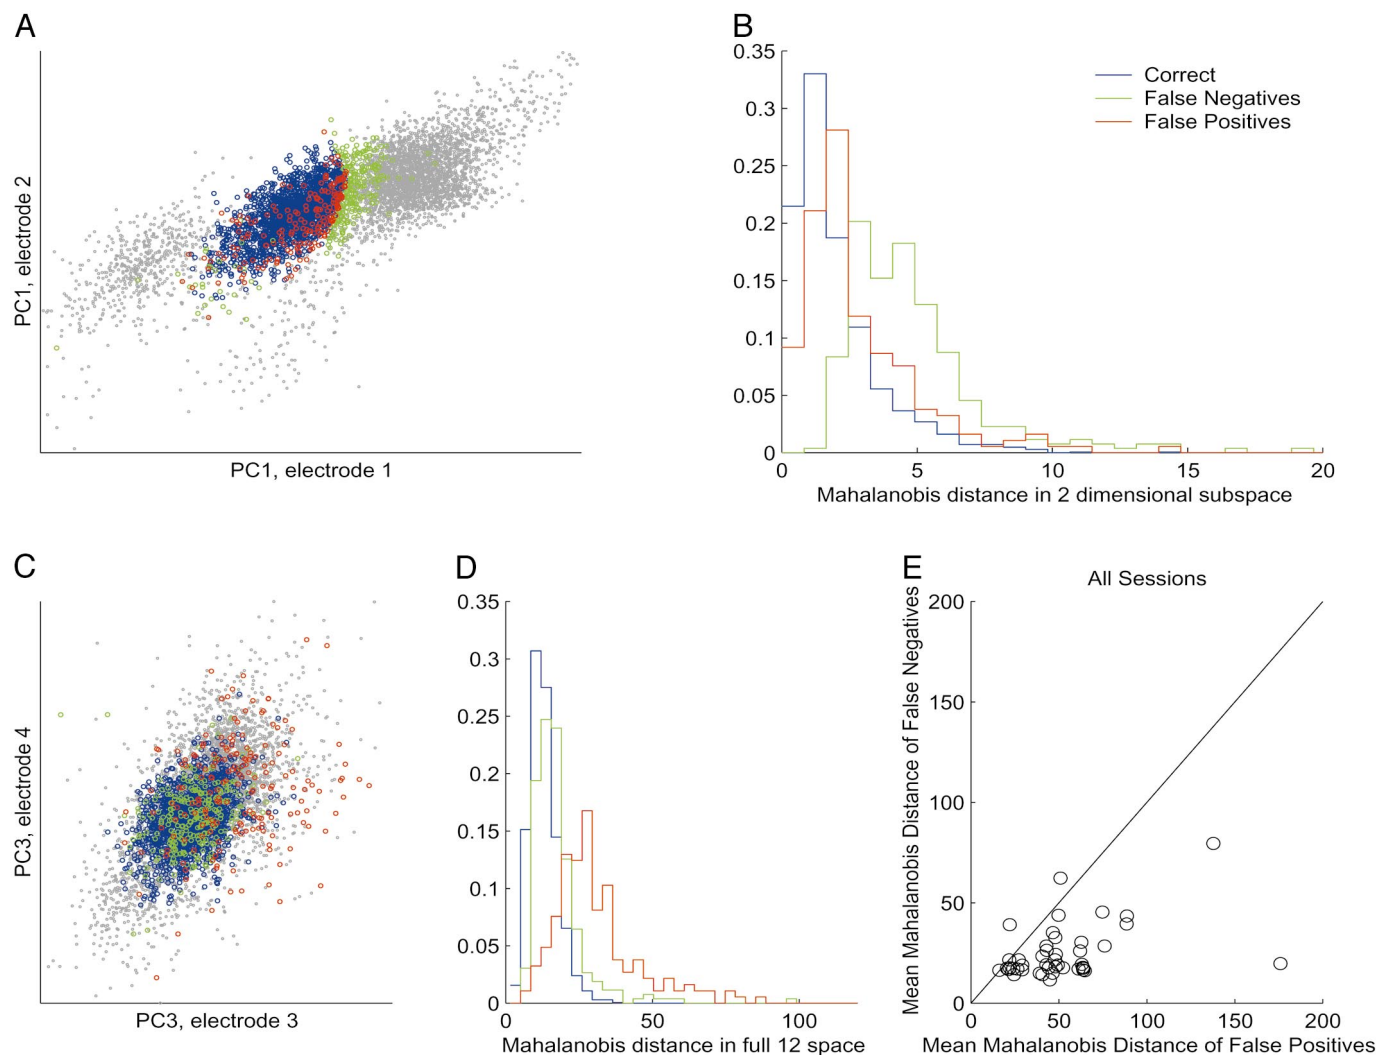 A
PC1, electrode 2
PC1, electrode 1
B
0.35
0.3
0.25
0.2
0.15
0.1
0.05
0
0 5 10 15 20
Correct
False Negatives
False Positives
Mahalanobis distance in 2 dimensional subspace
C
PC3, electrode 4
PC3, electrode 3
D
0.35
0.3
0.25
0.2
0.15
0.1
0.05
0
0 50 100
Mahalanobis distance in full 12 space
E
All Sessions
Mean Mahalanobis Distance of False Negatives
200
150
100
50
0
0 50 100 150 200
Mean Mahalanobis Distance of False Positives